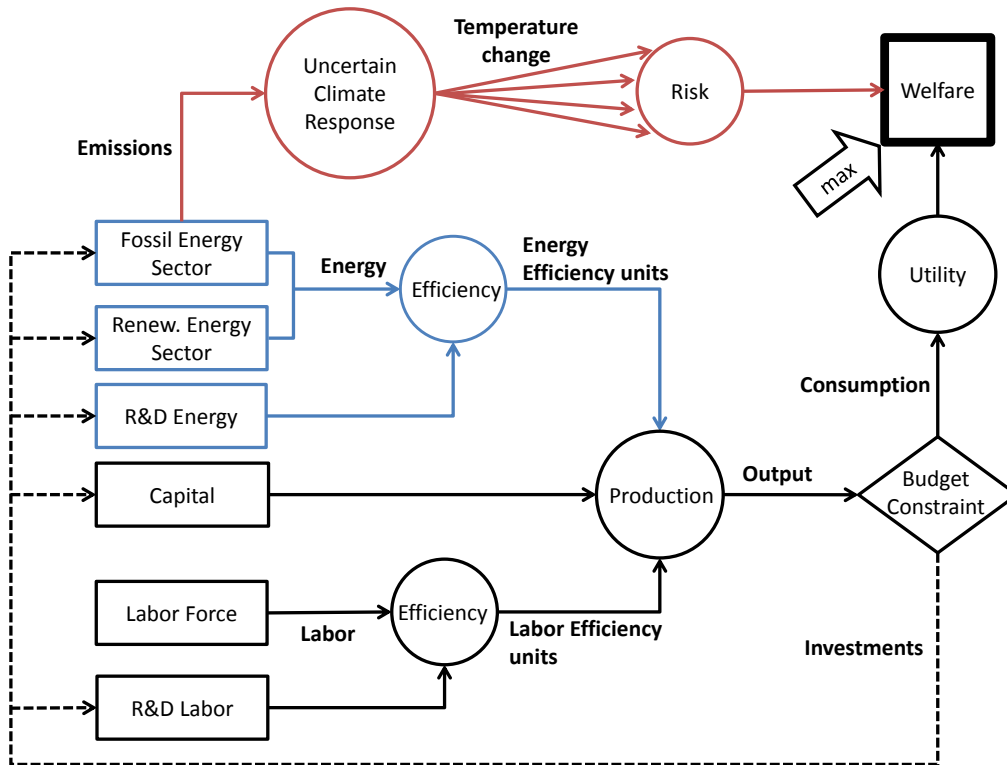 Temperature
change
Uncertain
Climate
Response
Risk
Welfare
Emissions
max
Fossil Energy
Sector
Energy
Efficiency
Energy
Efficiency units
Utility
Renew. Energy
Sector
Consumption
R&D Energy
Capital
Production
Output
Budget
Constraint
Labor Force
Labor
Efficiency
Labor Efficiency
units
Investments
R&D Labor